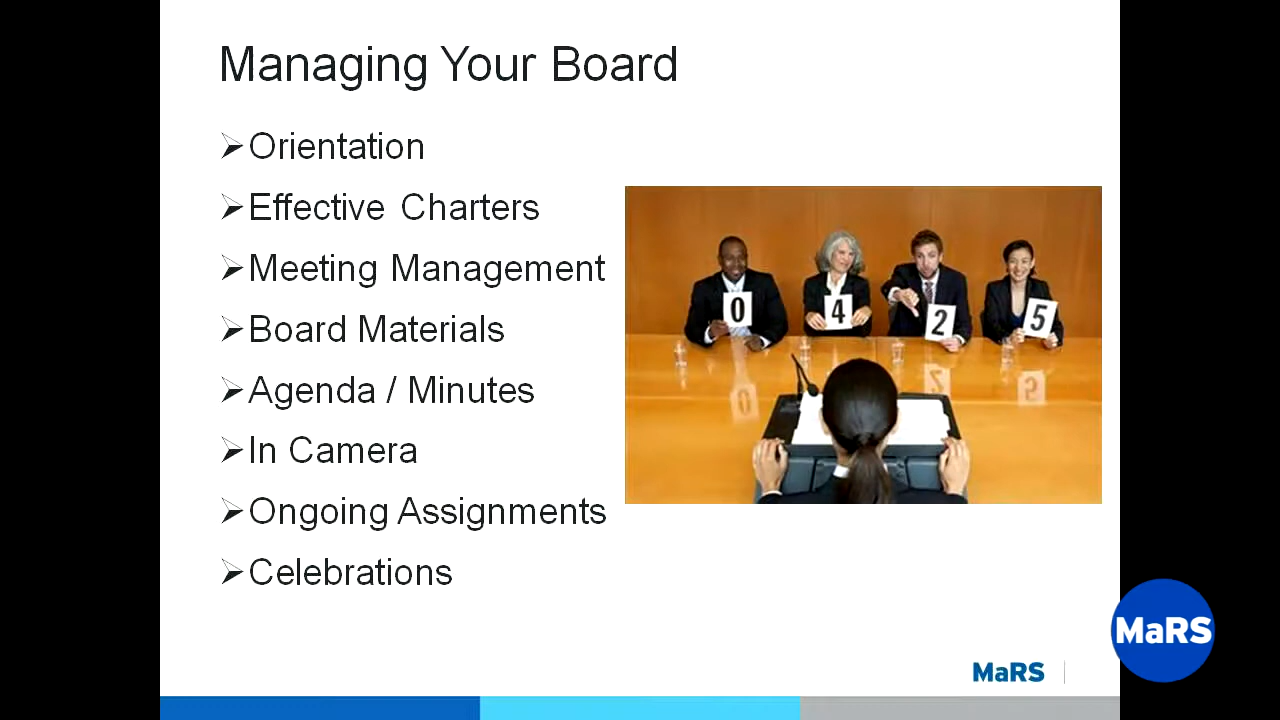 Managing Your Board
➢Orientation
➢Effective Charters
➢Meeting Management
➢Board Materials
➢Agenda / Minutes
➢In Camera
➢Ongoing Assignments
➢Celebrations
0 4 2 5
MaRS
MaRS